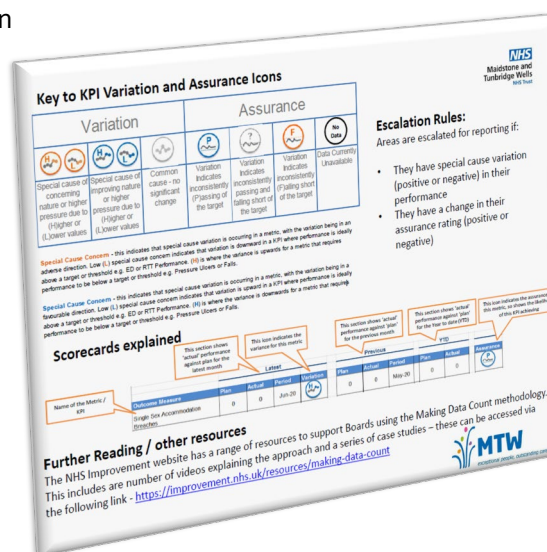 n
NHS
Maidstone and
Tunbridge Wells
NHS Trust
Key to KPI Variation and Assurance Icons
Variation
Assurance
H
L
H
L
P
?
F
No
Data
Special cause of
concerning
nature or higher
pressure due to
(H)igher or
(L)ower values
Special cause of
improving nature
or higher
pressure due to
(H)igher or
(L)ower values
Common
cause – no
significant
change
Variation
Indicates
inconsistently
(P)assing of
the target
Variation
Indicates
inconsistently
passing and
falling short of
the target
Variation
Indicates
inconsistently
(F)alling short
of the target
Data Currently
Unavailable
Escalation Rules:
Areas are escalated for reporting if:
• They have special cause variation
(positive or negative) in their
performance
• They have a change in their
assurance rating (positive or
negative)
Special Cause Concern - this indicates that special cause variation is occurring in a metric, with the variation being in an
adverse direction. Low (L) special cause concern indicates that variation is downward in a KPI where performance is ideally
above a target or threshold e.g. ED or RTT Performance. (H) is where the variance is upwards for a metric that requires
performance to be below a target or threshold e.g. Pressure Ulcers or Falls.
Special Cause Concern - this indicates that special cause variation is occurring in a metric, with the variation being in a
favourable direction. Low (L) special cause concern indicates that variation is upward in a KPI where performance is ideally
above a target or threshold e.g. ED or RTT Performance. (H) is where the variance is downwards for a metric that requires
performance to be below a target or threshold e.g. Pressure Ulcers or Falls.
Scorecards explained
Name of the Metric /
KPI
This section shows
'actual' performance
against plan for the
latest month
This icon indicates the
variance for this metric
This section shows
'actual' performance
against 'plan' for
the previous month
This section shows 'actual'
performance against 'plan'
for the Year to date (YTD)
This icon indicates the assurance
this metric, so shows the likely
of this KPI achieving
Latest
Previous
YTD
Outcome Measure
Plan
Actual
Period
Variation
Plan
Actual
Period
Plan
Actual
Assurance
Single Sex Accommodation
Breaches
0
0
Jun-20
H
0
0
May-20
0
0
P
Further Reading / other resources
The NHS Improvement website has a range of resources to support Boards using the Making Data Count methodology.
This includes are number of videos explaining the approach and a series of case studies – these can be accessed via
the following link - https://improvement.nhs.uk/resources/making-data-count
MTW
exceptional people, outstanding care